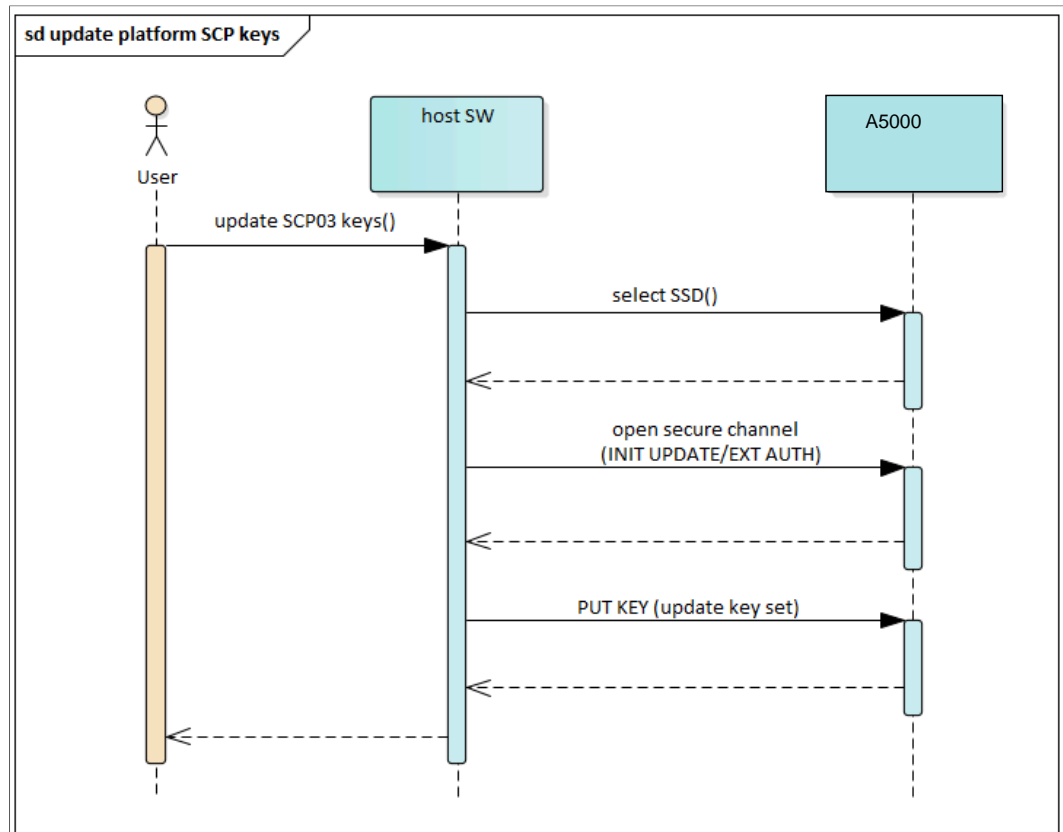 sd update platform SCP keys
host SW
A5000
User
update SCP03 keys()
select SSD()
open secure channel
(INIT UPDATE/EXT AUTH)
PUT KEY (update key set)